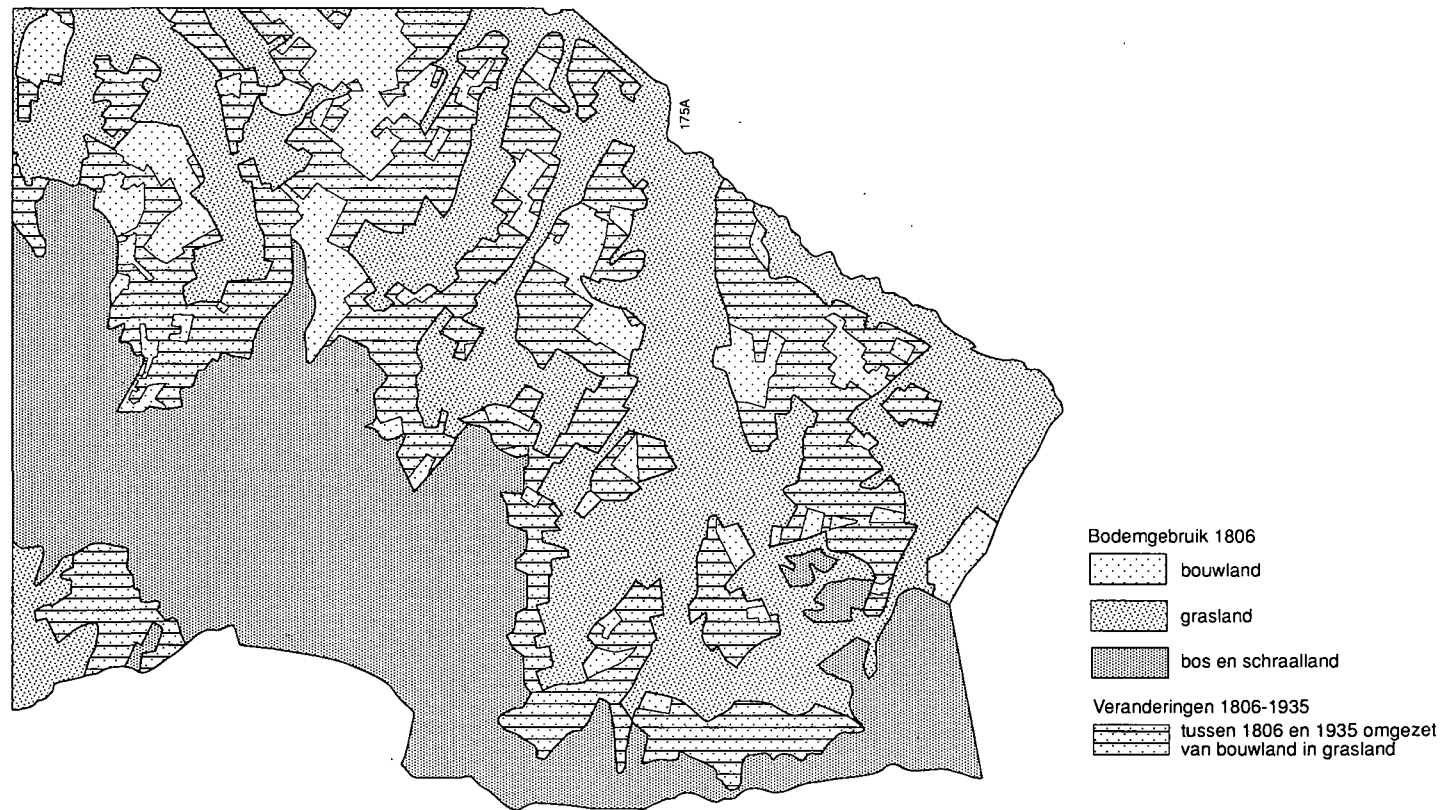 175A
Bodemgebruik 1806
bouwland
grasland
bos en schraalland
Veranderingen 1806-1935
tussen 1806 en 1935 omgezet
van bouwland in grasland